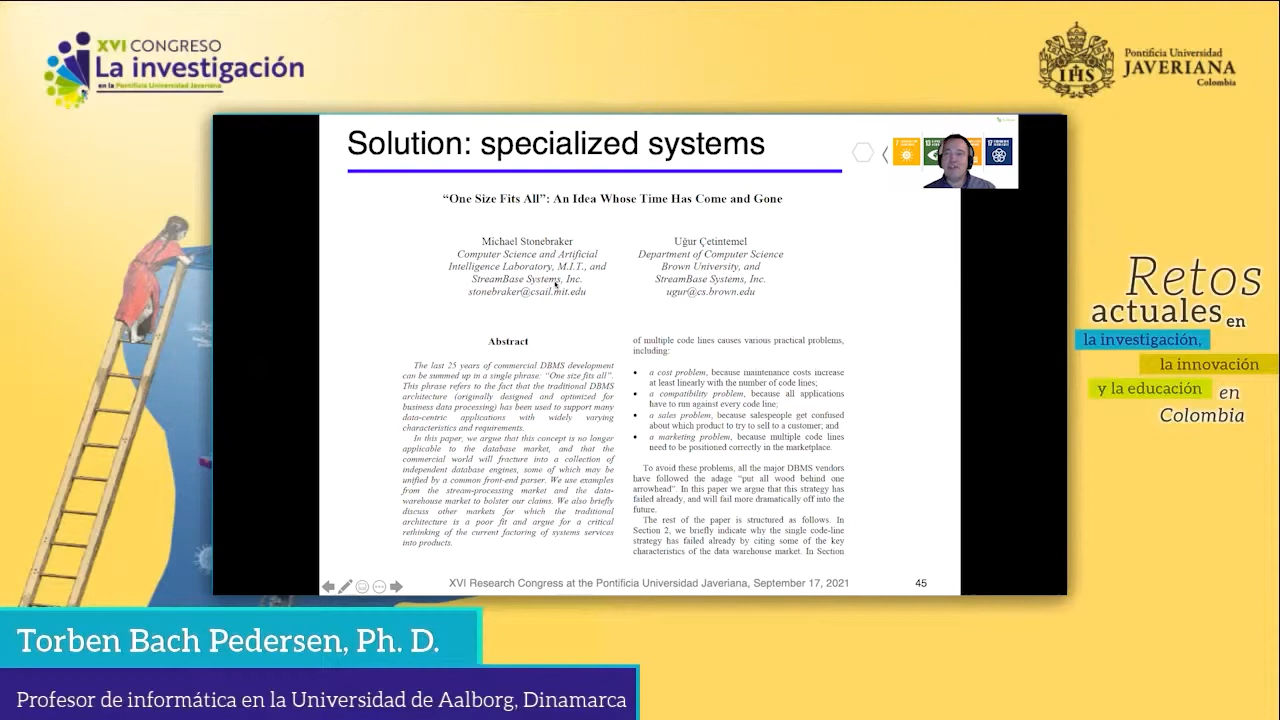 XVI CONGRESO
La investigación
en la Pontificia Universidad Javeriana
Pontificia Universidad
JAVERIANA
Colombia
IHS
Solution: specialized systems
“One Size Fits All”: An Idea Whose Time Has Come and Gone
Michael Stonebraker
Computer Science and Artificial
Intelligence Laboratory, M.I.T., and
StreamBase Systems, Inc.
stonebraker@csail.mit.edu
Uğur Çetintemel
Department of Computer Science
Brown University, and
StreamBase Systems, Inc.
ugur@cs.brown.edu
Abstract
The last 25 years of commercial DBMS development
can be summed up in a single phrase: “One size fits all”.
This phrase refers to the fact that the traditional DBMS
architecture (originally designed and optimized for
business data processing) has been used to support many
data-centric applications with widely varying
characteristics and requirements.
In this paper, we argue that this concept is no longer
applicable to the database market, and that the
commercial world will fracture into a collection of
independent database engines, some of which may be
unified by a common front-end parser. We use examples
from the stream-processing market and the data-
warehouse market to bolster our claims. We also briefly
discuss other markets for which the traditional
architecture is a poor fit and argue for a critical
rethinking of the current factoring of systems services
into products.
of multiple code lines causes various practical problems,
including:
• a cost problem, because maintenance costs increase
at least linearly with the number of code lines;
• a compatibility problem, because all applications
have to run against every code line;
• a sales problem, because salespeople get confused
about which product to try to sell to a customer; and
• a marketing problem, because multiple code lines
need to be positioned correctly in the marketplace.
To avoid these problems, all the major DBMS vendors
have followed the adage “put all wood behind one
arrowhead”. In this paper we argue that this strategy has
failed already, and will fail more dramatically off into the
future.
The rest of the paper is structured as follows. In
Section 2, we briefly indicate why the single code-line
strategy has failed already by citing some of the key
characteristics of the data warehouse market. In Section
XVI Research Congress at the Pontificia Universidad Javeriana, September 17, 2021
45
Retos
actuales en
la investigación,
la innovación
y la educación en
Colombia
Torben Bach Pedersen, Ph. D.
Profesor de informática en la Universidad de Aalborg, Dinamarca